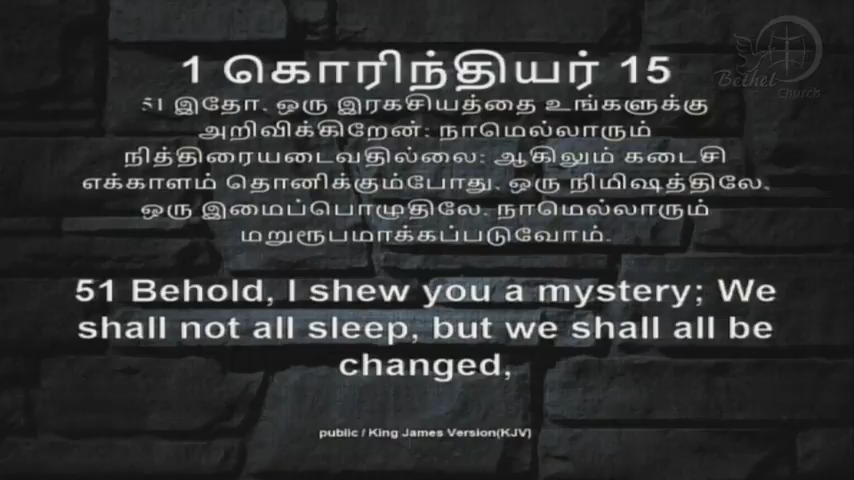 1 கொரிந்தியர் 15
51 இதோ, ஒரு இரகசியத்தை உங்களுக்கு
அறிவிக்கிறேன்; நாமெல்லாரும்
நித்திரையடைவதில்லை; ஆகிலும் கடைசி
எக்காளம் தொனிக்கும்போது, ஒரு நிமிஷத்திலே,
ஒரு இமைப்பொழுதிலே, நாமெல்லாரும்
மறுரூபமாக்கப்படுவோம்.
51 Behold, I shew you a mystery; We
shall not all sleep, but we shall all be
changed,
public / King James Version(KJV)
Bethel
Church